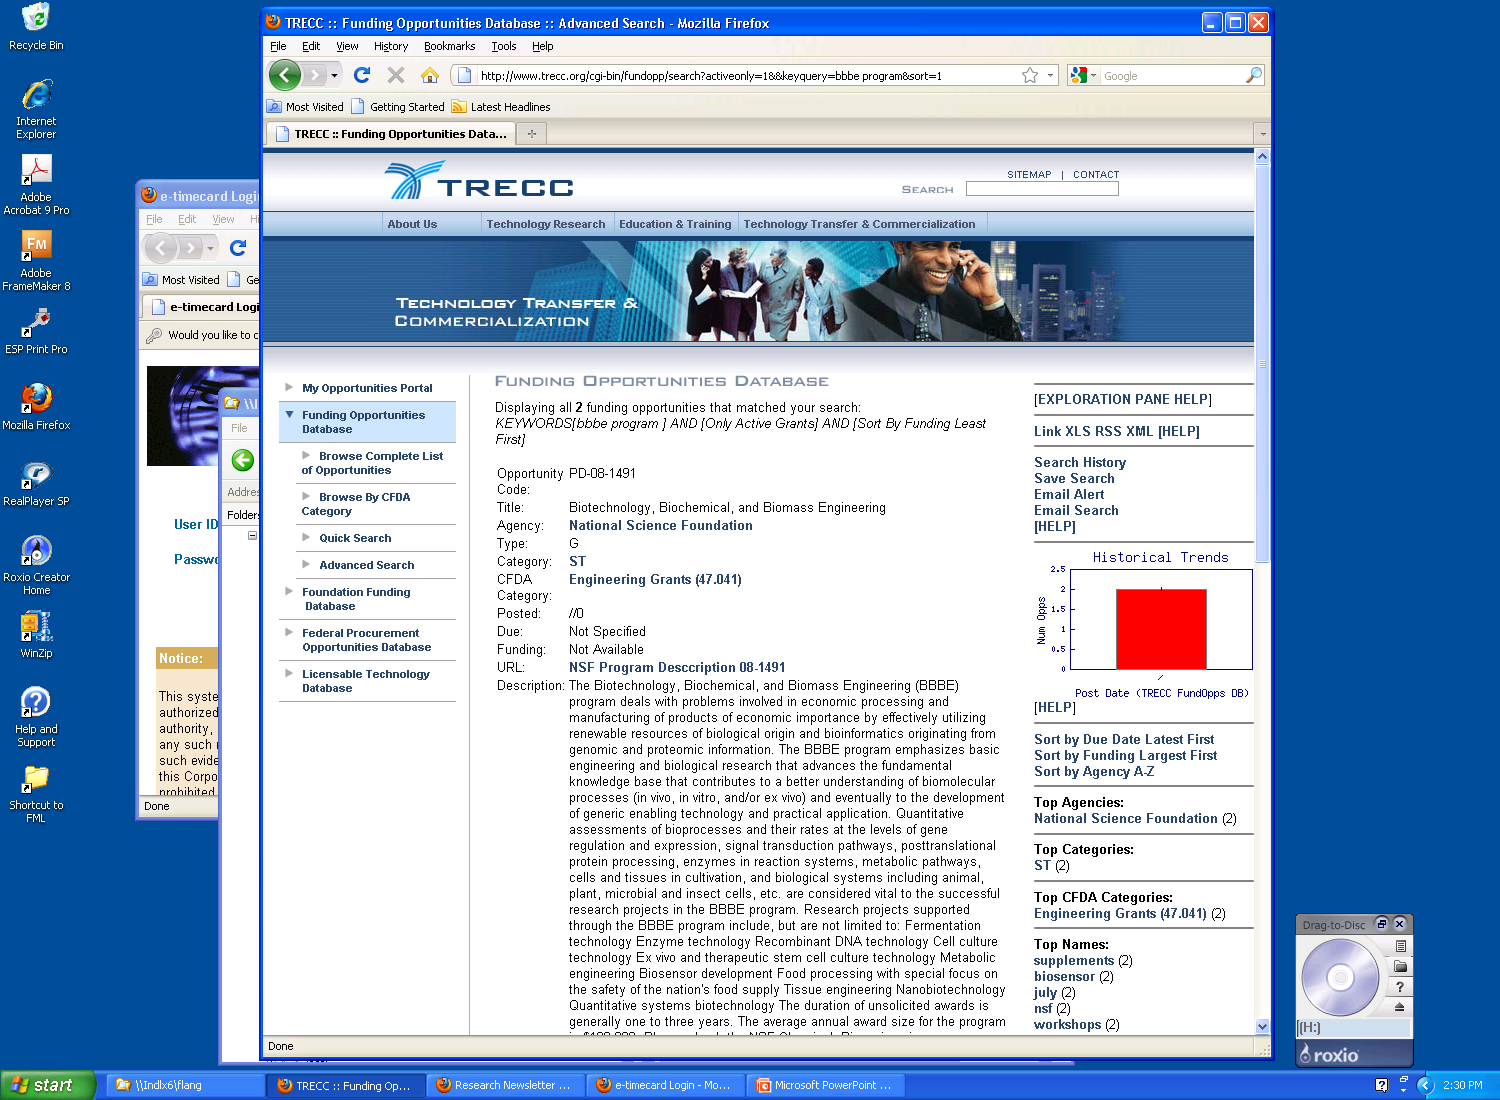 Recycle Bin
Internet
Explorer
Adobe
Acrobat 9 Pro
FM
Adobe
FrameMaker 8
ESP Print Pro
Mozilla Firefox
RealPlayer SP
Roxio Creator
Home
WinZip
Help and
Support
Shortcut to
FML
e-timecard Login
File Edit View
Most Visited
e-timecard Logi
Would you like to
User ID
Notice:
This syste
authorized
authority,
any such
such evide
this Corpo
prohibited
Done
File
Folders
TRECC :: Funding Opportunities Database :: Advanced Search - Mozilla Firefox
File Edit View History Bookmarks Tools Help
http://www.trecc.org/cgi-bin/fundopp/search?activeonly=1&&keyquery=bbbe program&sort=1
Google
Most Visited Getting Started Latest Headlines
TRECC :: Funding Opportunities Data...
TRECC
SITEMAP | CONTACT
SEARCH
About Us Technology Research Education & Training Technology Transfer & Commercialization
TECHNOLOGY TRANSFER &
COMMERCIALIZATION
My Opportunities Portal
Funding Opportunities
Database
Browse Complete List
of Opportunities
Browse By CFDA
Category
Quick Search
Advanced Search
Foundation Funding
Database
Federal Procurement
Opportunities Database
Licensable Technology
Database
FUNDING OPPORTUNITIES DATABASE
Displaying all 2 funding opportunities that matched your search:
KEYWORDS[bbbe program ] AND [Only Active Grants] AND [Sort By Funding Least
First]
Opportunity PD-08-1491
Code:
Title: Biotechnology, Biochemical, and Biomass Engineering
Agency: National Science Foundation
Type: G
Category: ST
CFDA Engineering Grants (47.041)
Category:
Posted: //0
Due: Not Specified
Funding: Not Available
URL: NSF Program Desccription 08-1491
Description: The Biotechnology, Biochemical, and Biomass Engineering (BBBE)
program deals with problems involved in economic processing and
manufacturing of products of economic importance by effectively utilizing
renewable resources of biological origin and bioinformatics originating from
genomic and proteomic information. The BBBE program emphasizes basic
engineering and biological research that advances the fundamental
knowledge base that contributes to a better understanding of biomolecular
processes (in vivo, in vitro, and/or ex vivo) and eventually to the development
of generic enabling technology and practical application. Quantitative
assessments of bioprocesses and their rates at the levels of gene
regulation and expression, signal transduction pathways, posttranslational
protein processing, enzymes in reaction systems, metabolic pathways,
cells and tissues in cultivation, and biological systems including animal,
plant, microbial and insect cells, etc. are considered vital to the successful
research projects in the BBBE program. Research projects supported
through the BBBE program include, but are not limited to: Fermentation
technology Enzyme technology Recombinant DNA technology Cell culture
technology Ex vivo and therapeutic stem cell culture technology Metabolic
engineering Biosensor development Food processing with special focus on
the safety of the nation's food supply Tissue engineering Nanobiotechnology
Quantitative systems biotechnology The duration of unsolicited awards is
generally one to three years. The average annual award size for the program
[EXPLORATION PANE HELP]
Link XLS RSS XML [HELP]
Search History
Save Search
Email Alert
Email Search
[HELP]
Historical Trends
2.5
2
1.5
1
0.5
0
Num Opps
/
Post Date (TRECC FundOpps DB)
[HELP]
Sort by Due Date Latest First
Sort by Funding Largest First
Sort by Agency A-Z
Top Agencies:
National Science Foundation (2)
Top Categories:
ST (2)
Top CFDA Categories:
Engineering Grants (47.041) (2)
Top Names:
supplements (2)
biosensor (2)
july (2)
nsf (2)
workshops (2)
Done
Drag-to-Disc
(H:)
roxio
start
\\Indlx6\flang
TRECC :: Funding Op...
Research Newsletter ...
e-timecard Login - Mo...
Microsoft PowerPoint ...
2:30 PM